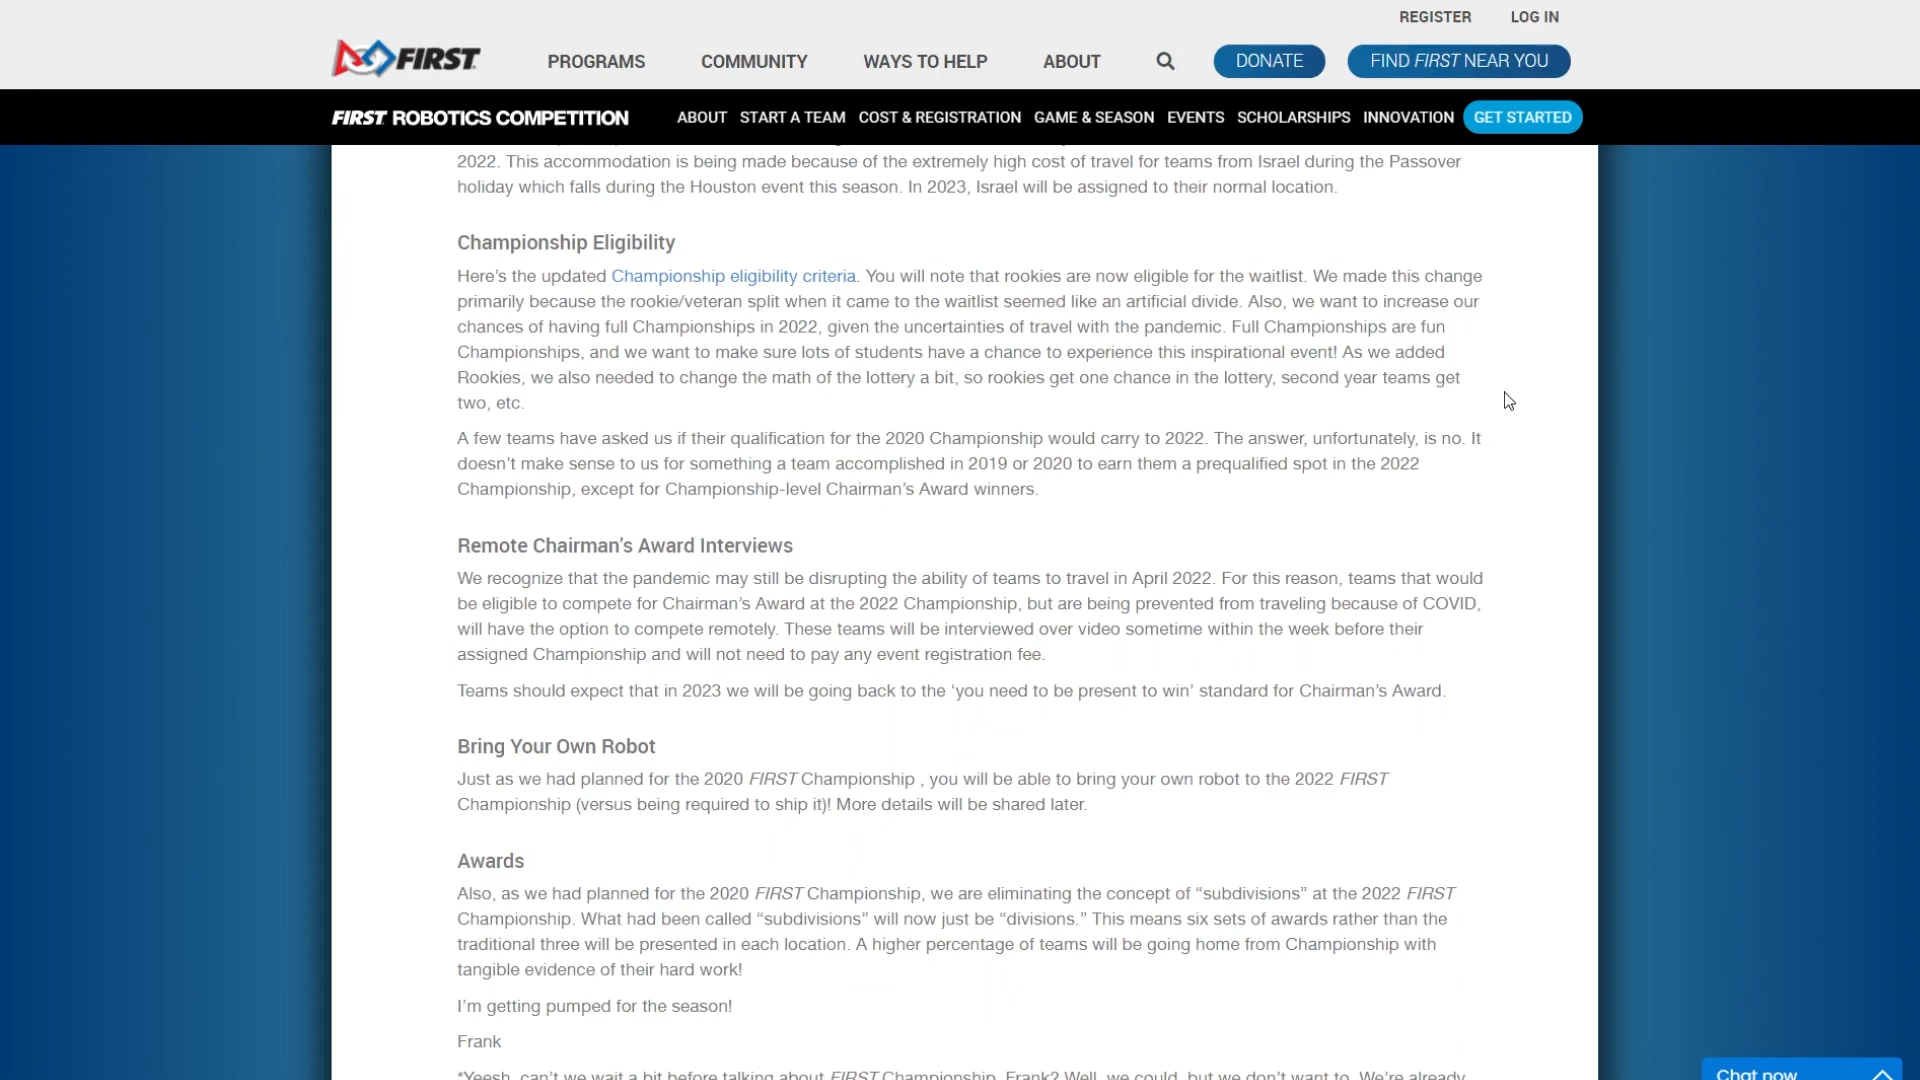 REGISTER LOG IN
FIRST PROGRAMS COMMUNITY WAYS TO HELP ABOUT DONATE FIND FIRST NEAR YOU
FIRST ROBOTICS COMPETITION ABOUT START A TEAM COST & REGISTRATION GAME & SEASON EVENTS SCHOLARSHIPS INNOVATION GET STARTED
2022. This accommodation is being made because of the extremely high cost of travel for teams from Israel during the Passover
holiday which falls during the Houston event this season. In 2023, Israel will be assigned to their normal location.
Championship Eligibility
Here’s the updated Championship eligibility criteria. You will note that rookies are now eligible for the waitlist. We made this change
primarily because the rookie/veteran split when it came to the waitlist seemed like an artificial divide. Also, we want to increase our
chances of having full Championships in 2022, given the uncertainties of travel with the pandemic. Full Championships are fun
Championships, and we want to make sure lots of students have a chance to experience this inspirational event! As we added
Rookies, we also needed to change the math of the lottery a bit, so rookies get one chance in the lottery, second year teams get
two, etc.
A few teams have asked us if their qualification for the 2020 Championship would carry to 2022. The answer, unfortunately, is no. It
doesn’t make sense to us for something a team accomplished in 2019 or 2020 to earn them a prequalified spot in the 2022
Championship, except for Championship-level Chairman’s Award winners.
Remote Chairman’s Award Interviews
We recognize that the pandemic may still be disrupting the ability of teams to travel in April 2022. For this reason, teams that would
be eligible to compete for Chairman’s Award at the 2022 Championship, but are being prevented from traveling because of COVID,
will have the option to compete remotely. These teams will be interviewed over video sometime within the week before their
assigned Championship and will not need to pay any event registration fee.
Teams should expect that in 2023 we will be going back to the ‘you need to be present to win’ standard for Chairman’s Award.
Bring Your Own Robot
Just as we had planned for the 2020 FIRST Championship , you will be able to bring your own robot to the 2022 FIRST
Championship (versus being required to ship it)! More details will be shared later.
Awards
Also, as we had planned for the 2020 FIRST Championship, we are eliminating the concept of “subdivisions” at the 2022 FIRST
Championship. What had been called “subdivisions” will now just be “divisions.” This means six sets of awards rather than the
traditional three will be presented in each location. A higher percentage of teams will be going home from Championship with
tangible evidence of their hard work!
I’m getting pumped for the season!
Frank
*Yeesh, can’t we wait a bit before talking about FIRST Championship, Frank? Well, we could, but we don’t want to. We’re already
Chat now